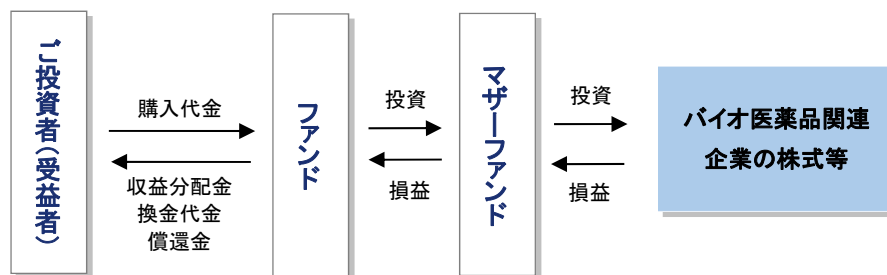 ご投資者(受益者)
購入代金
収益分配金
換金代金
償還金
ファンド
投資
損益
マザーファンド
投資
損益
バイオ医薬品関連
企業の株式等